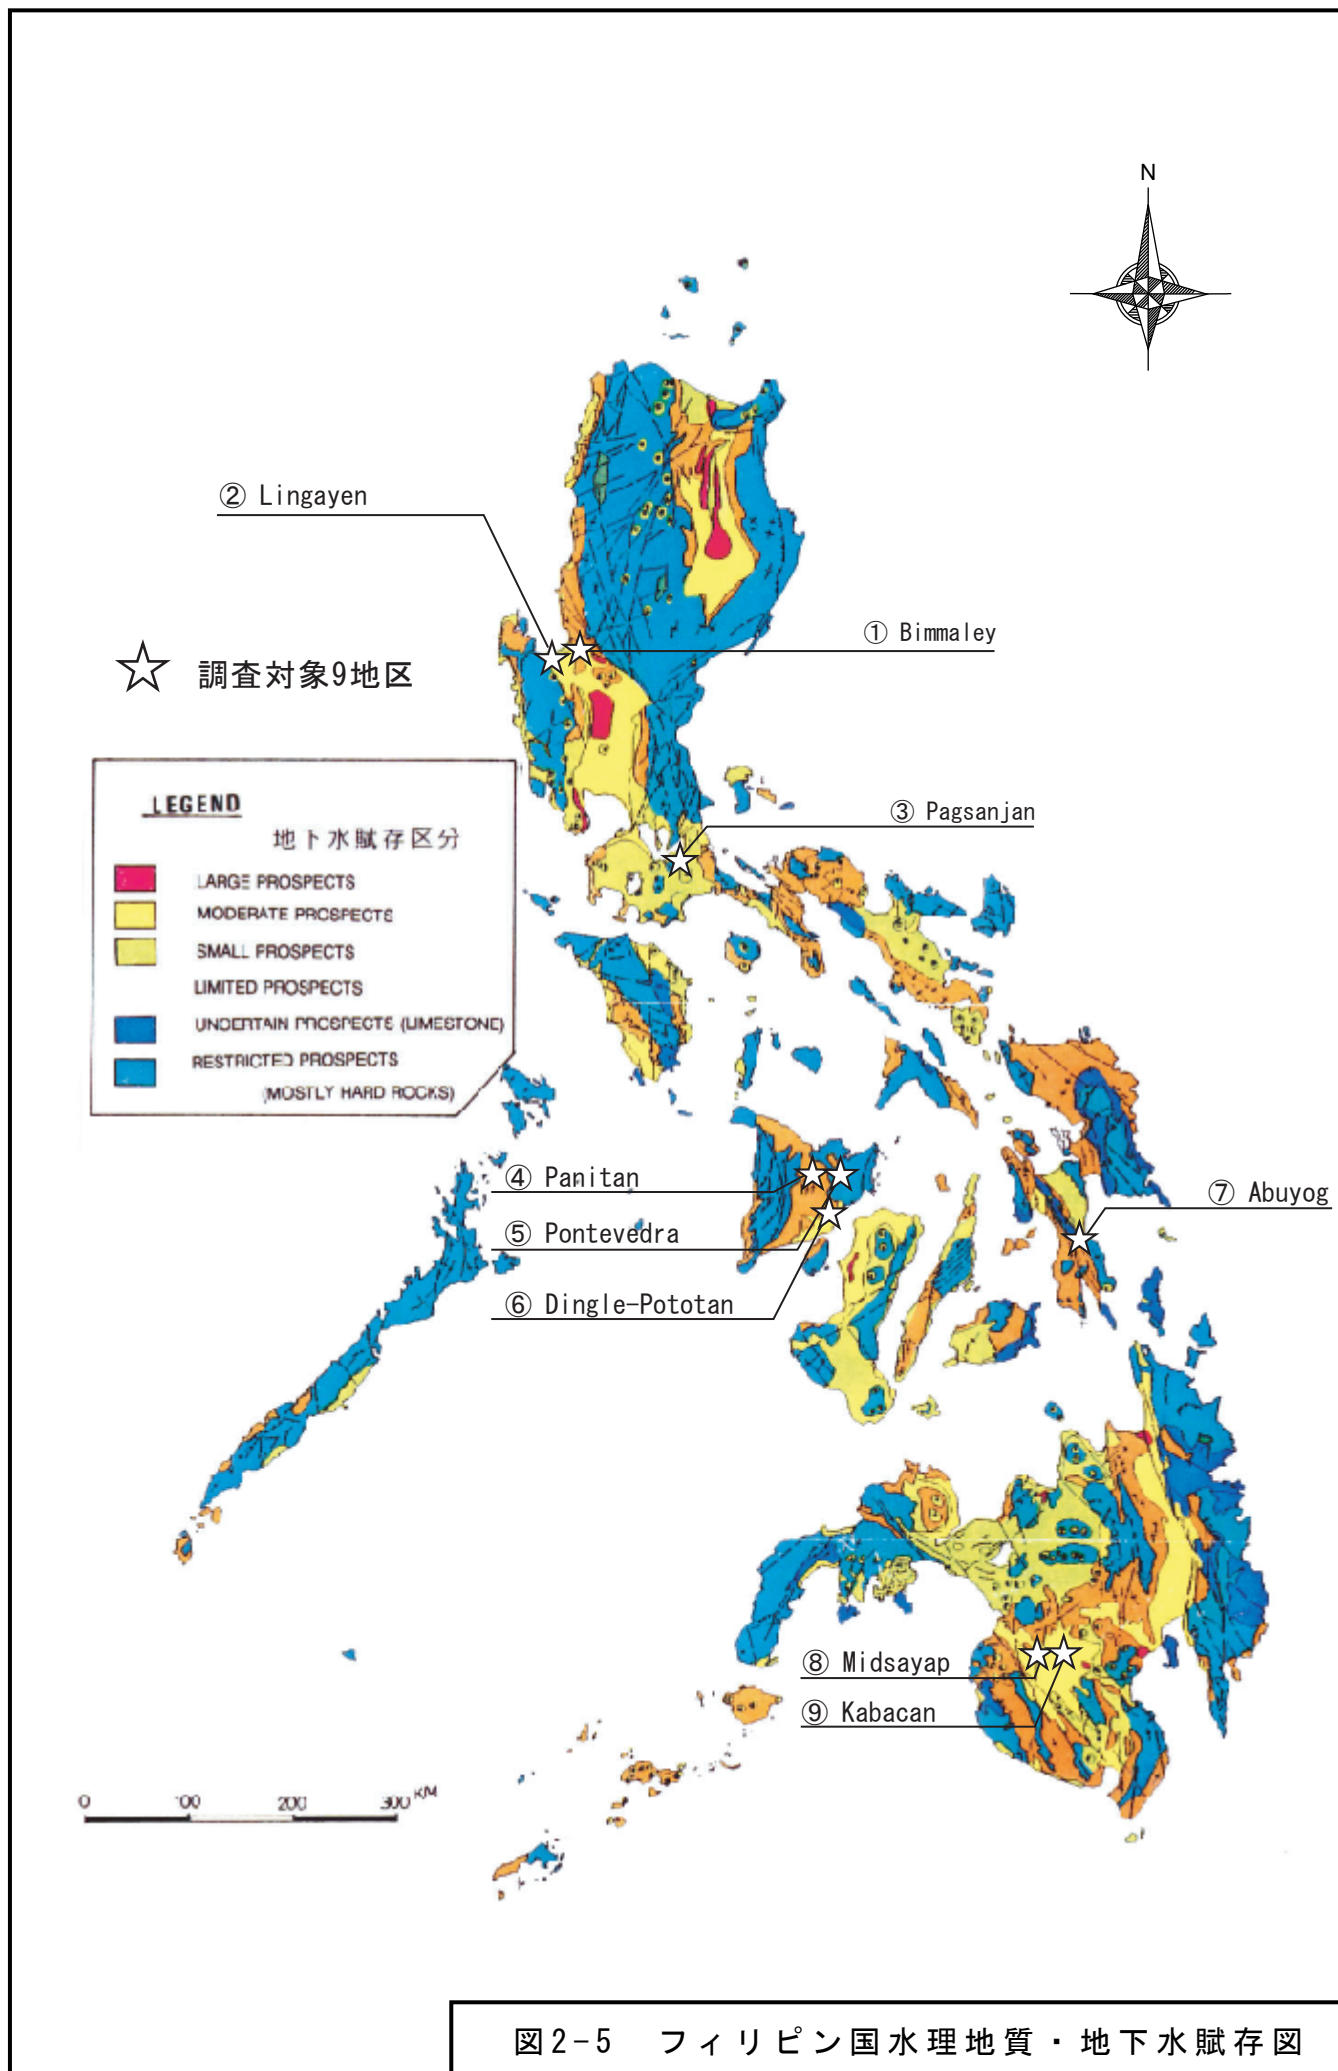 N
② Lingayen
① Bimmaley
調査対象9地区
③ Pagsanjan
LEGEND
地下水賦存区分
LARGE PROSPECTS
MODERATE PROSPECTS
SMALL PROSPECTS
LIMITED PROSPECTS
UNDERTAIN PROSPECTS (LIMESTONE)
RESTRICTED PROSPECTS
(MOSTLY HARD ROCKS)
④ Panitan
⑦ Abuyog
⑤ Pontevedra
⑥ Dingle-Pototan
⑧ Midsayap
⑨ Kabacan
0 100 200 300 KM
図2-5 フィリピン国水理地質・地下水賦存図